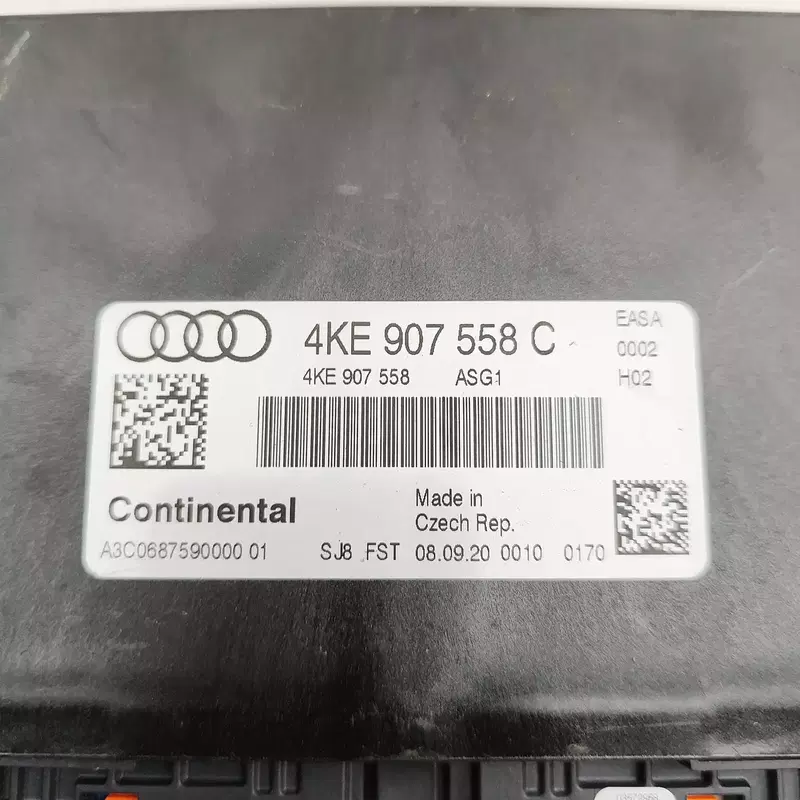 4KE 907 558 C
EASA
0002
4KE 907 558 ASG1
H02
Continental
Made in
Czech Rep.
A3C0687590000 01 SJ8 FST 08.09.20 0010 0170